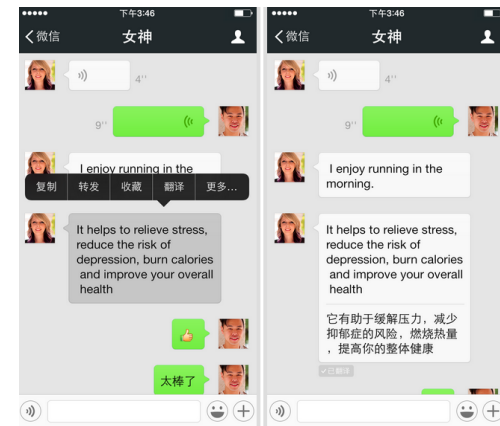 下午3:46
微信
女神
4''
9''
I enjoy running in the
复制 转发 收藏 翻译 更多...
It helps to relieve stress,
reduce the risk of
depression, burn calories
and improve your overall
health
太棒了
下午3:46
微信
女神
4''
9''
I enjoy running in the
morning.
It helps to relieve stress,
reduce the risk of
depression, burn calories
and improve your overall
health
它有助于缓解压力，减少
抑郁症的风险，燃烧热量
，提高你的整体健康
已翻译